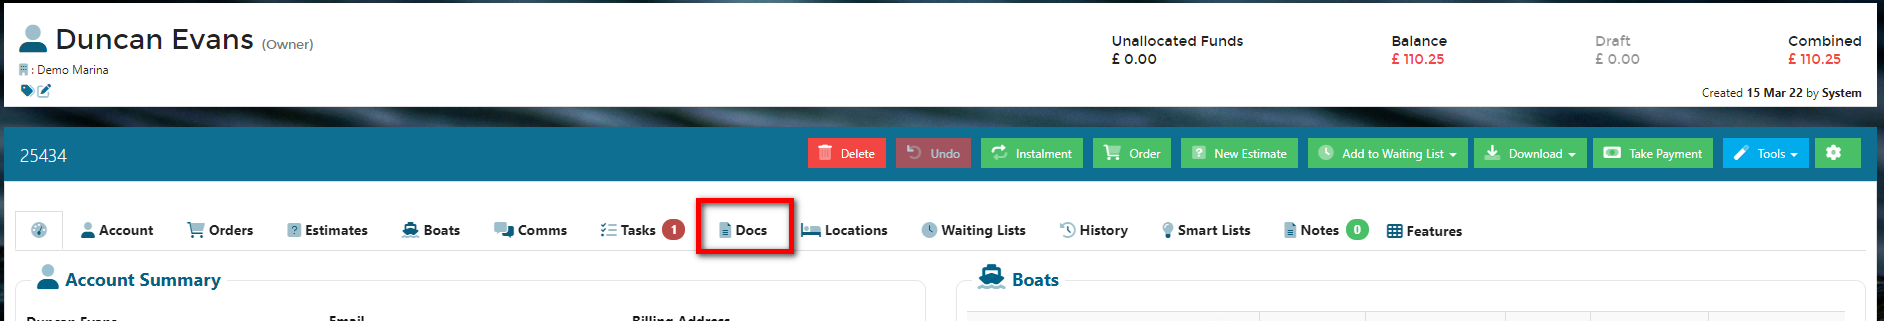 Duncan Evans (Owner)
: Demo Marina
Unallocated Funds
£ 0.00
Balance
£ 110.25
Draft
£ 0.00
Combined
£ 110.25
Created 15 Mar 22 by System
25434
Delete
Undo
Instalment
Order
New Estimate
Add to Waiting List
Download
Take Payment
Tools
Account
Orders
Estimates
Boats
Comms
Tasks 1
Docs
Locations
Waiting Lists
History
Smart Lists
Notes 0
Features
Account Summary
Boats
Duncan Evans
Email
Billing Address